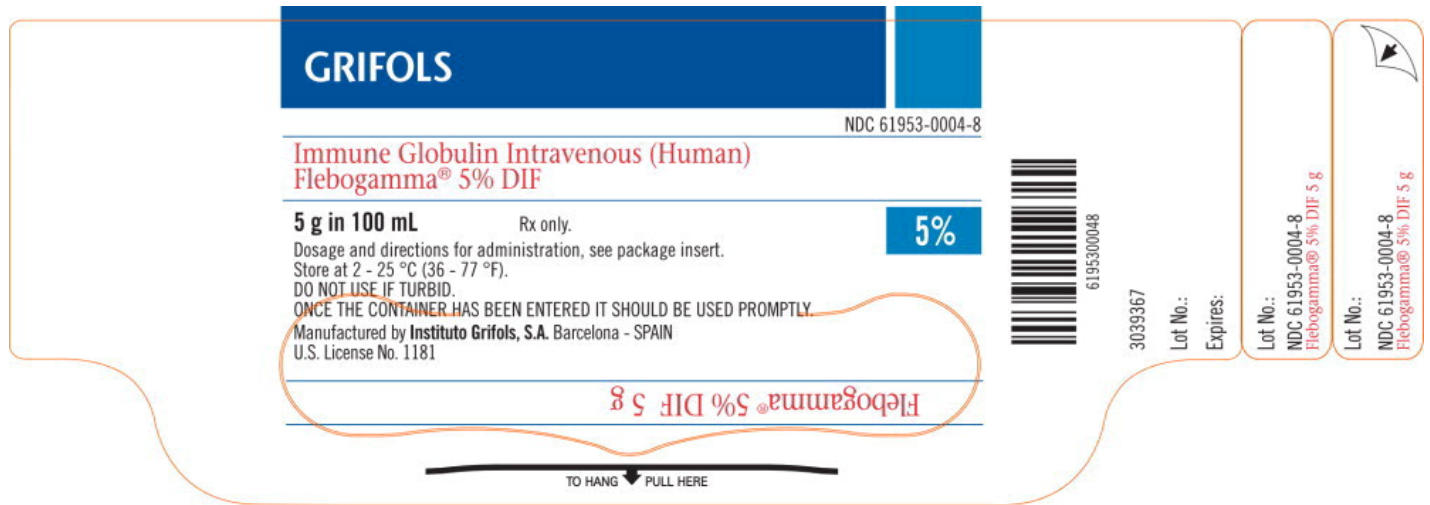 GRIFOLS
NDC 61953-0004-8
Immune Globulin Intravenous (Human)
Flebogamma® 5% DIF
5 g in 100 mL Rx only.
5%
Dosage and directions for administration, see package insert.
Store at 2 - 25 °C (36 - 77 °F).
DO NOT USE IF TURBID.
ONCE THE CONTAINER HAS BEEN ENTERED IT SHOULD BE USED PROMPTLY.
Manufactured by Instituto Grifols, S.A. Barcelona - SPAIN
U.S. License No. 1181
Flebogamma® 5% DIF 5 g
TO HANG PULL HERE
6195300048
3039367
Lot No.:
Expires:
Lot No.:
NDC 61953-0004-8
Flebogamma® 5% DIF 5 g
Lot No.:
NDC 61953-0004-8
Flebogamma® 5% DIF 5 g